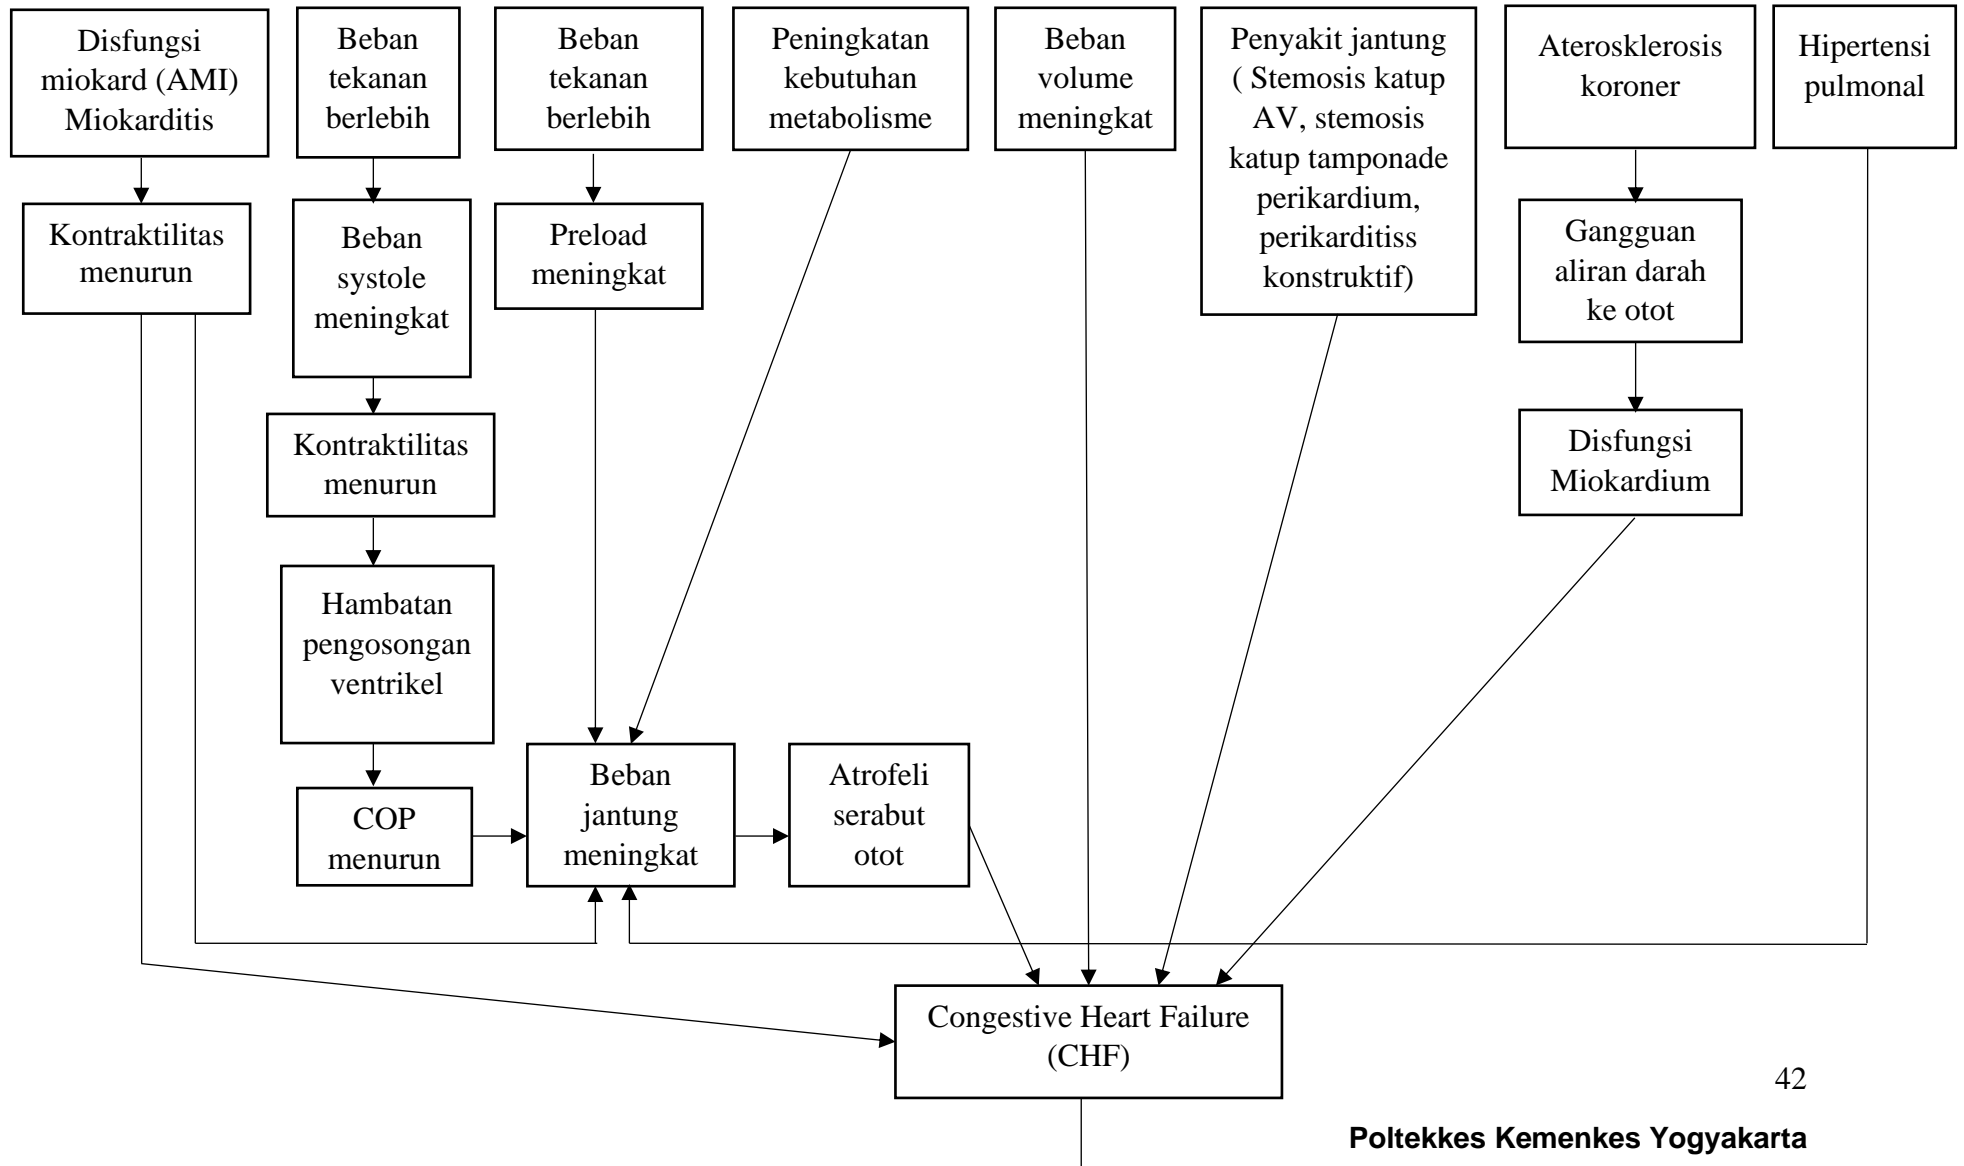 Disfungsi
miokard (AMI)
Miokarditis
Beban
tekanan
berlebih
Beban
tekanan
berlebih
Peningkatan
kebutuhan
metabolisme
Beban
volume
meningkat
Penyakit jantung
( Stemosis katup
AV, stemosis
katup tamponade
perikardium,
perikarditiss
konstruktif)
Aterosklerosis
koroner
Hipertensi
pulmonal
Kontraktilitas
menurun
Beban
systole
meningkat
Preload
meningkat
Gangguan
aliran darah
ke otot
Kontraktilitas
menurun
Disfungsi
Miokardium
Hambatan
pengosongan
ventrikel
COP
menurun
Beban
jantung
meningkat
Atrofeli
serabut
otot
Congestive Heart Failure
(CHF)
42
Poltekkes Kemenkes Yogyakarta